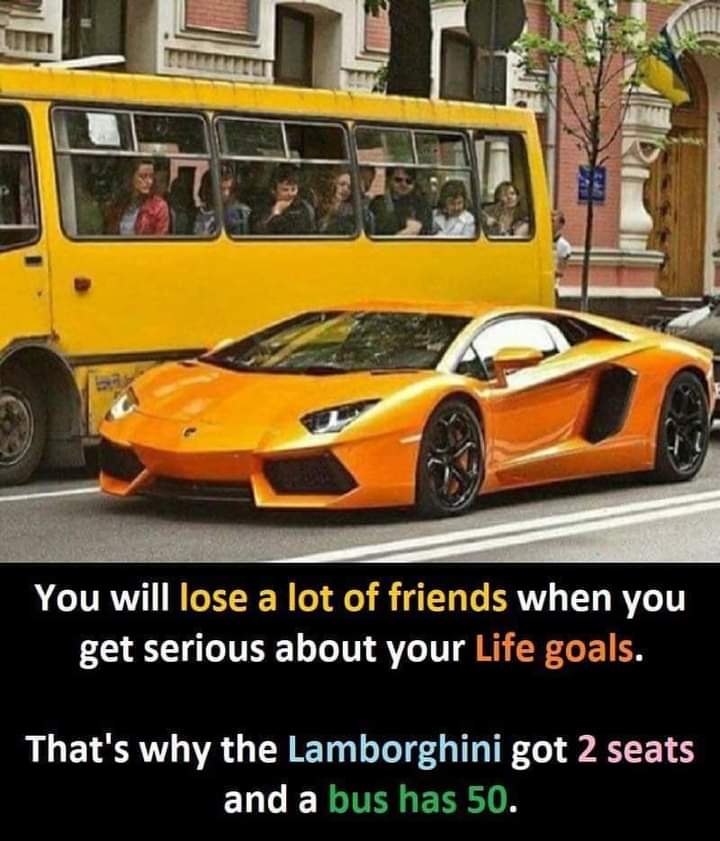 You will lose a lot of friends when you
get serious about your Life goals.
That's why the Lamborghini got 2 seats
and a bus has 50.